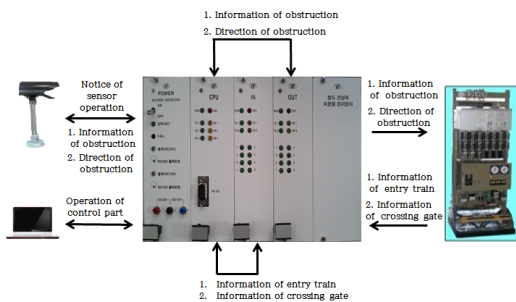 1. Information of obstruction
2. Direction of obstruction
Notice of
sensor
operation
1. Information
of obstruction
2. Direction of
obstruction
Operation of
control part
POWER
CPU
IN
OUT
OFF
1. Information
of obstruction
2. Direction of
obstruction
1. Information
of entry train
2. Information
of crossing gate
1. Information of entry train
2. Information of crossing gate